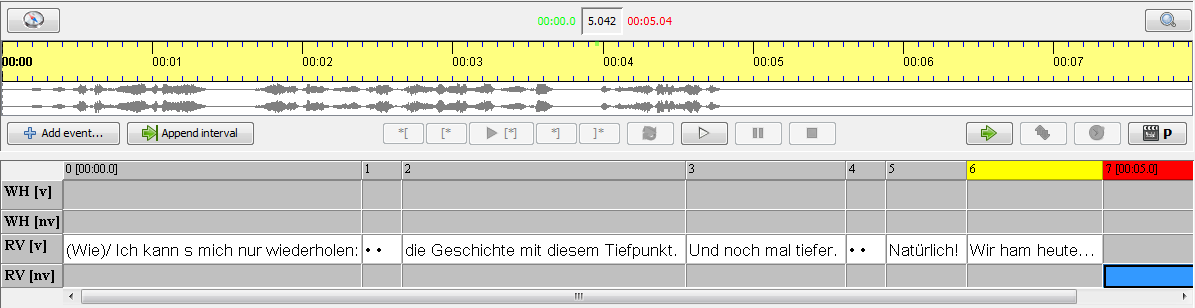 00:00.0 5.042 00:05.04
00:00 00:01 00:02 00:03 00:04 00:05 00:06 00:07
Add event... Append interval *[ [* [*] *] ]* P
0 [00:00.0] 1 2 3 4 5 6 7 [00:05.0]
WH [v]
WH [nv]
RV [v] (Wie)/ Ich kann s mich nur wiederholen: • • die Geschichte mit diesem Tiefpunkt. Und noch mal tiefer. • • Natürlich! Wir ham heute...
RV [nv]